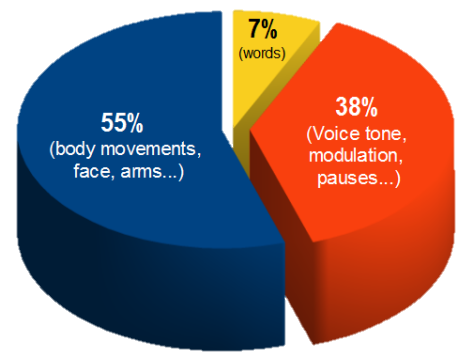 7%
(words)
38%
(Voice tone,
modulation,
pauses...)
55%
(body movements,
face, arms...)